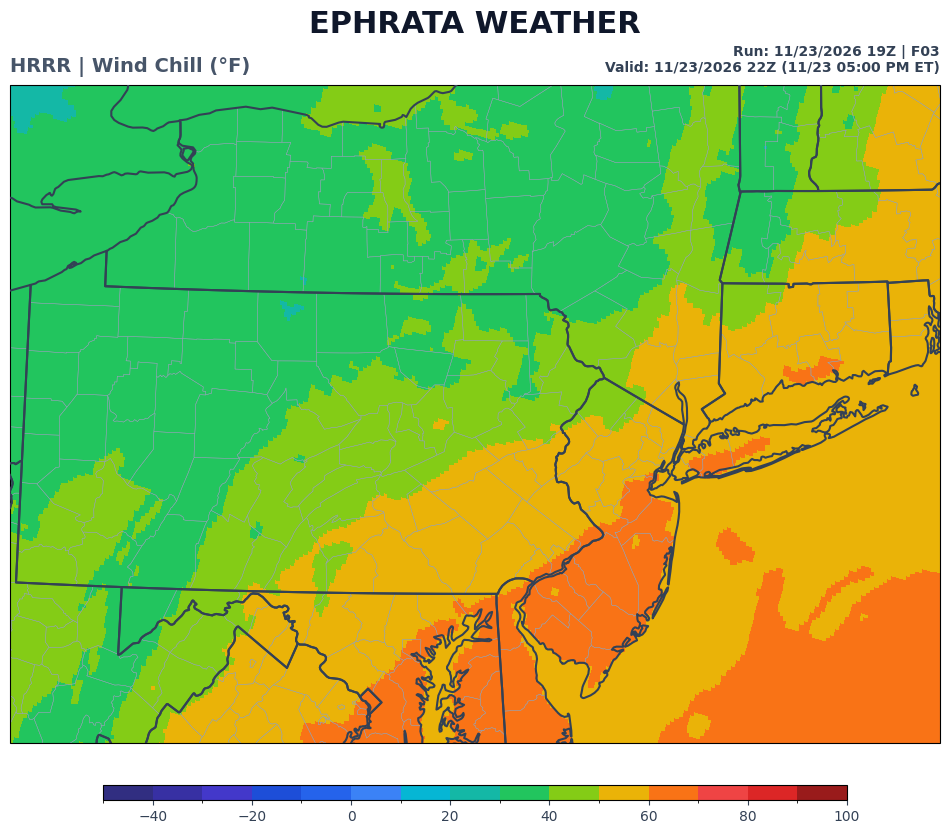 EPHRATA WEATHER
HRRR | Wind Chill (°F)
Run: 11/23/2026 19Z | F03
Valid: 11/23/2026 22Z (11/23 05:00 PM ET)
−40 −20 0 20 40 60 80 100